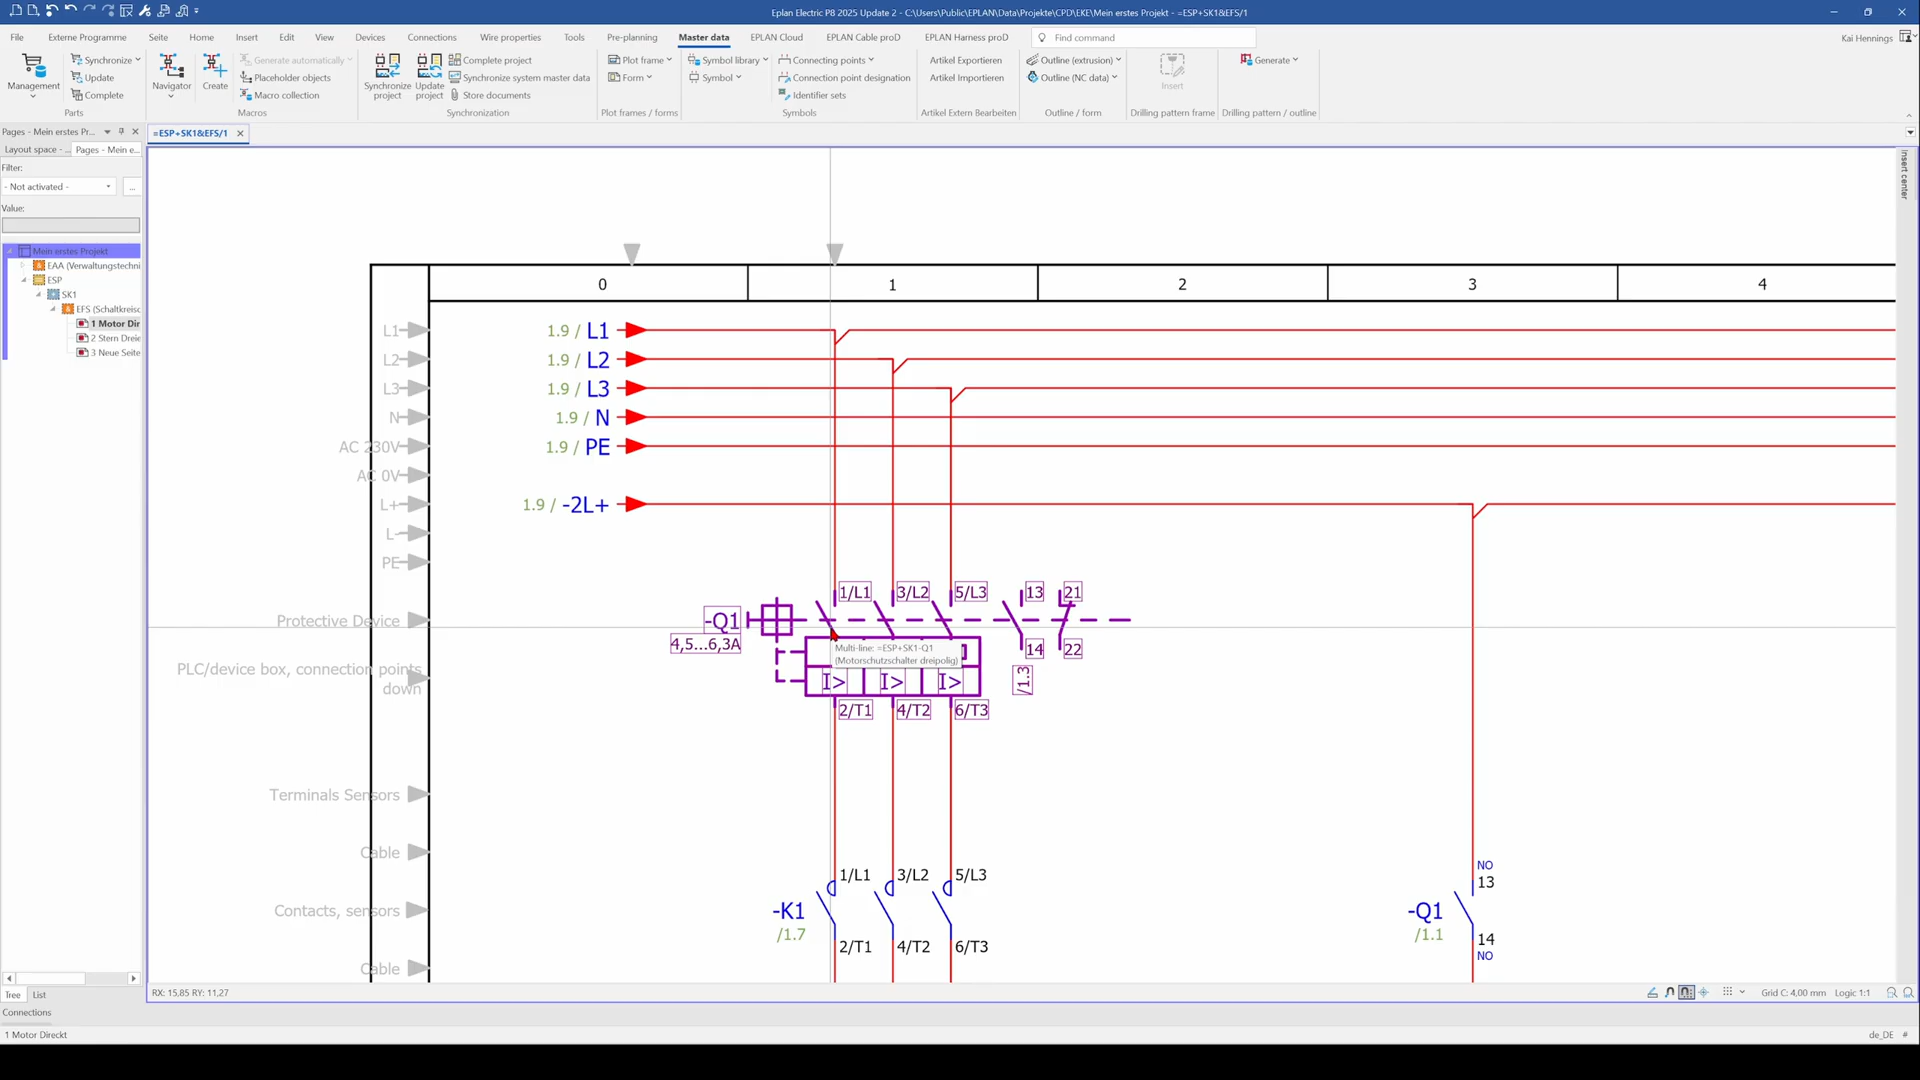 Eplan Electric P8 2025 Update 2 - C:\Users\Public\EPLAN\Data\Projekte\CPD\EKE\Mein erstes Projekt - =ESP+SK1&EFS/1
File Externe Programme Seite Home Insert Edit View Devices Connections Wire properties Tools Pre-planning Master data EPLAN Cloud EPLAN Cable proD EPLAN Harness proD Find command Kai Hennings
Management
Synchronize
Update
Complete
Parts
Navigator
Create
Generate automatically
Placeholder objects
Macro collection
Macros
Synchronize project
Update project
Complete project
Synchronize system master data
Store documents
Synchronization
Plot frame
Form
Plot frames / forms
Symbol library
Symbol
Connecting points
Connection point designation
Identifier sets
Symbols
Artikel Exportieren
Artikel Importieren
Artikel Extern Bearbeiten
Outline (extrusion)
Outline (NC data)
Outline / form
Insert
Drilling pattern frame
Generate
Drilling pattern / outline
Pages - Mein erstes Pr...
=ESP+SK1&EFS/1
Layout space - ...
Pages - Mein e...
Filter:
- Not activated -
...
Value:
Mein erstes Projekt
EAA (Verwaltungstechni
ESP
SK1
EFS (Schaltkreisc
1 Motor Dir
2 Stern Dreie
3 Neue Seite
Insert center
0 1 2 3 4
L1 1.9 / L1
L2 1.9 / L2
L3 1.9 / L3
N 1.9 / N
AC 230V 1.9 / PE
AC 0V
L+ 1.9 / -2L+
L-
PE
1/L1 3/L2 5/L3 13 21
Protective Device -Q1
4,5...6,3A
14 22
Multi-line: =ESP+SK1-Q1
(Motorschutzschalter dreipolig)
PLC/device box, connection points
down
I> I> I>
/1.3
2/T1 4/T2 6/T3
Terminals Sensors
Cable
NO
1/L1 3/L2 5/L3 13
Contacts, sensors -K1 -Q1
/1.7 /1.1
2/T1 4/T2 6/T3 14
NO
Cable
RX: 15,85 RY: 11,27
Grid C: 4,00 mm Logic 1:1
Tree List
Connections
1 Motor Direkt
de_DE #